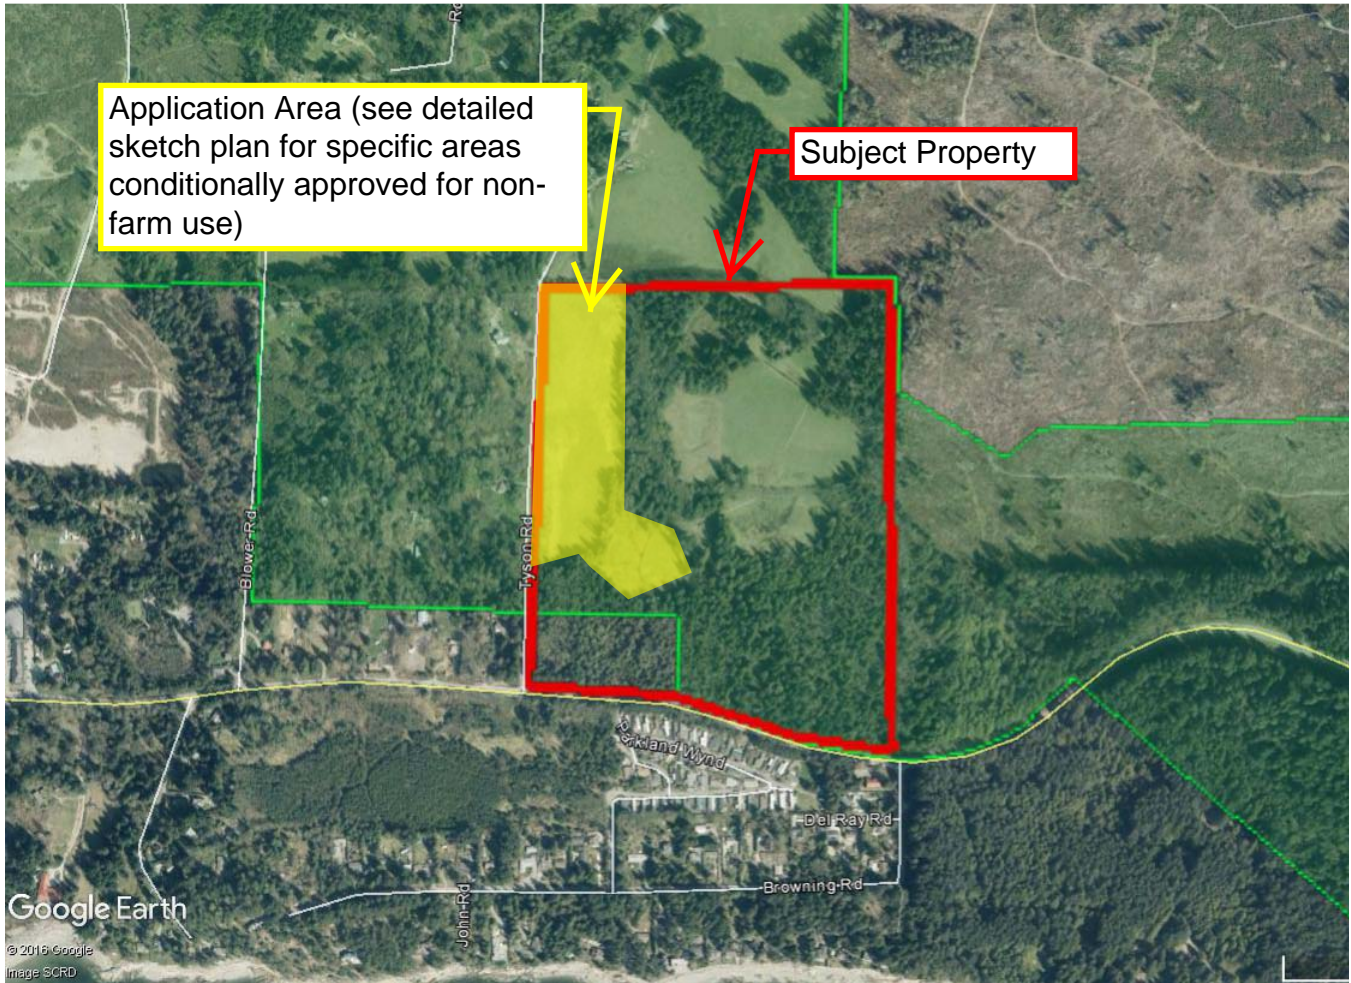 Ro
Application Area (see detailed
sketch plan for specific areas
conditionally approved for non-
farm use)
Subject Property
Blower-Rd
Tyson-Rd
Parkland Wynd
Del Ray Rd
Browning-Rd
John-Rd
Google Earth
© 2016 Google
Image SCRD